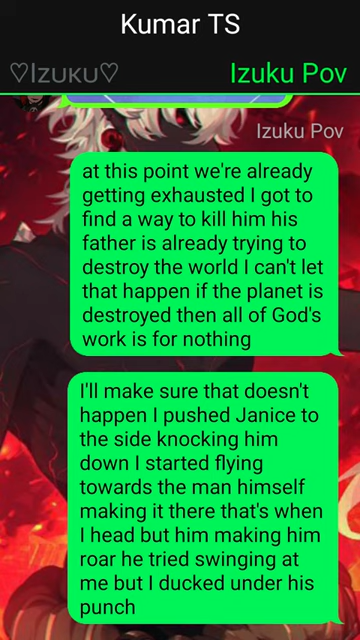 Kumar TS
♡Izuku♡
Izuku Pov
Izuku Pov
at this point we're already
getting exhausted I got to
find a way to kill him his
father is already trying to
destroy the world I can't let
that happen if the planet is
destroyed then all of God's
work is for nothing
I'll make sure that doesn't
happen I pushed Janice to
the side knocking him
down I started flying
towards the man himself
making it there that's when
I head but him making him
roar he tried swinging at
me but I ducked under his
punch